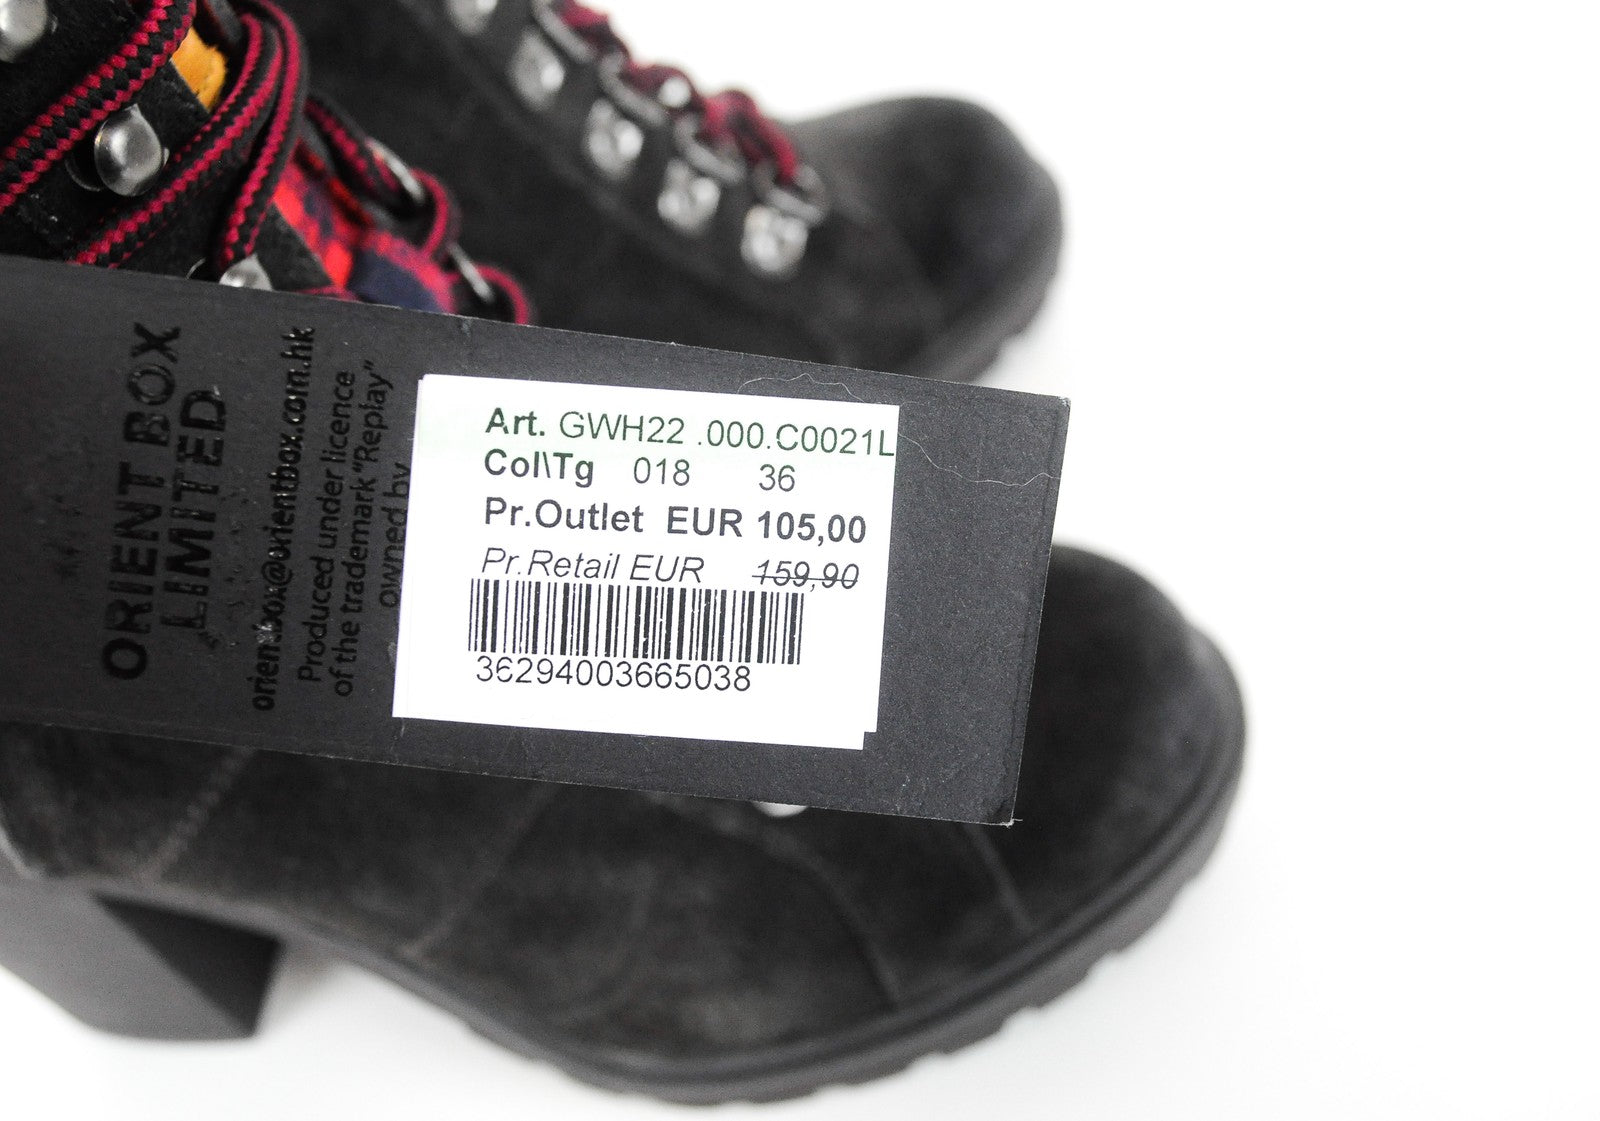 ORIENT BOX
LIMITED
orientbox@orientbox.com.hk
Produced under licence
of the trademark "Replay"
owned by
Art. GWH22 .000.C0021L
Col\Tg 018 36
Pr.Outlet EUR 105,00
Pr.Retail EUR 159,90
36294003665038